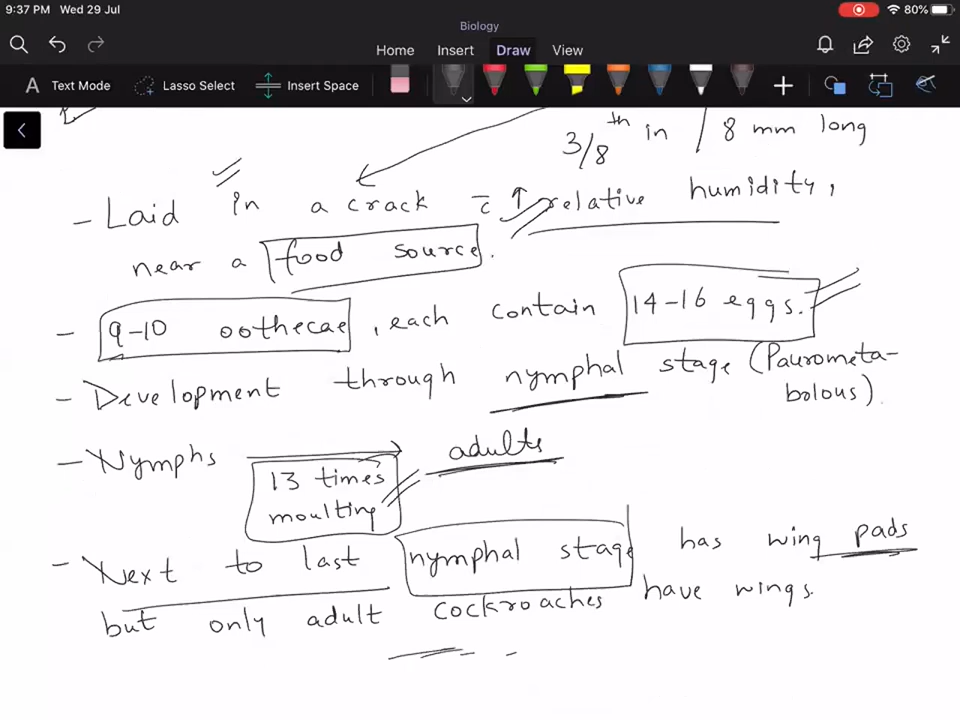 9:37 PM Wed 29 Jul
80%
Biology
Home Insert Draw View
Text Mode Lasso Select Insert Space
3/8th in / 8 mm long
- Laid in a crack c̄ ↑ relative humidity,
near a food source.
- 9-10 oothecae, each contain 14-16 eggs.
- Development through nymphal stage (Paurometa-
bolous).
- Nymphs → adults
13 times
moulting
- Next to last nymphal stage has wing pads
but only adult cockroaches have wings.